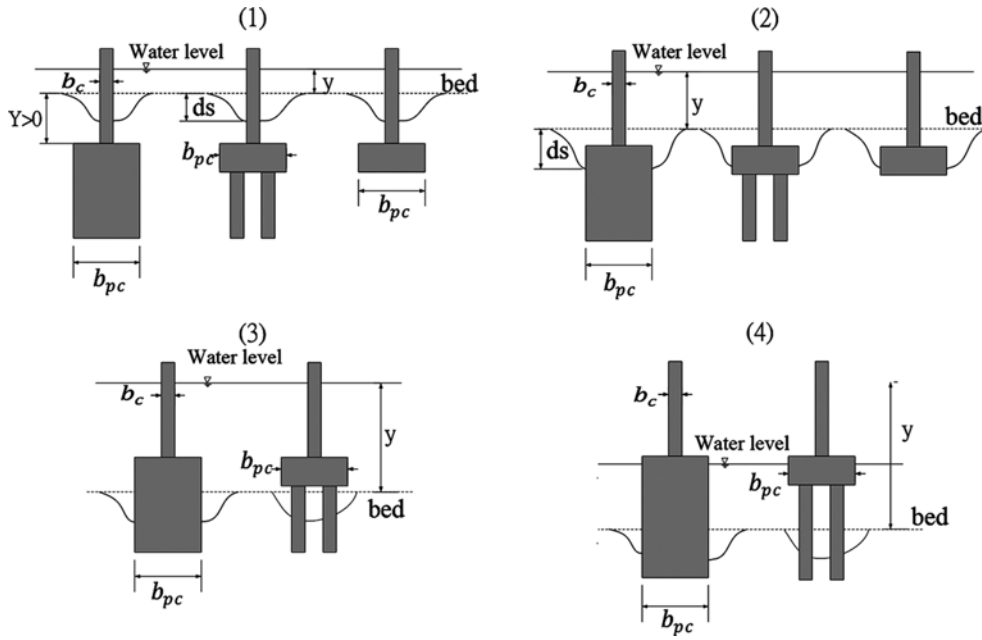 (1)
Water level
b_c
y
bed
Y>0
ds
b_pc
b_pc
b_pc
(2)
Water level
b_c
y
bed
ds
b_pc
(3)
Water level
b_c
y
b_pc
bed
b_pc
(4)
b_c
y
Water level
b_pc
bed
b_pc